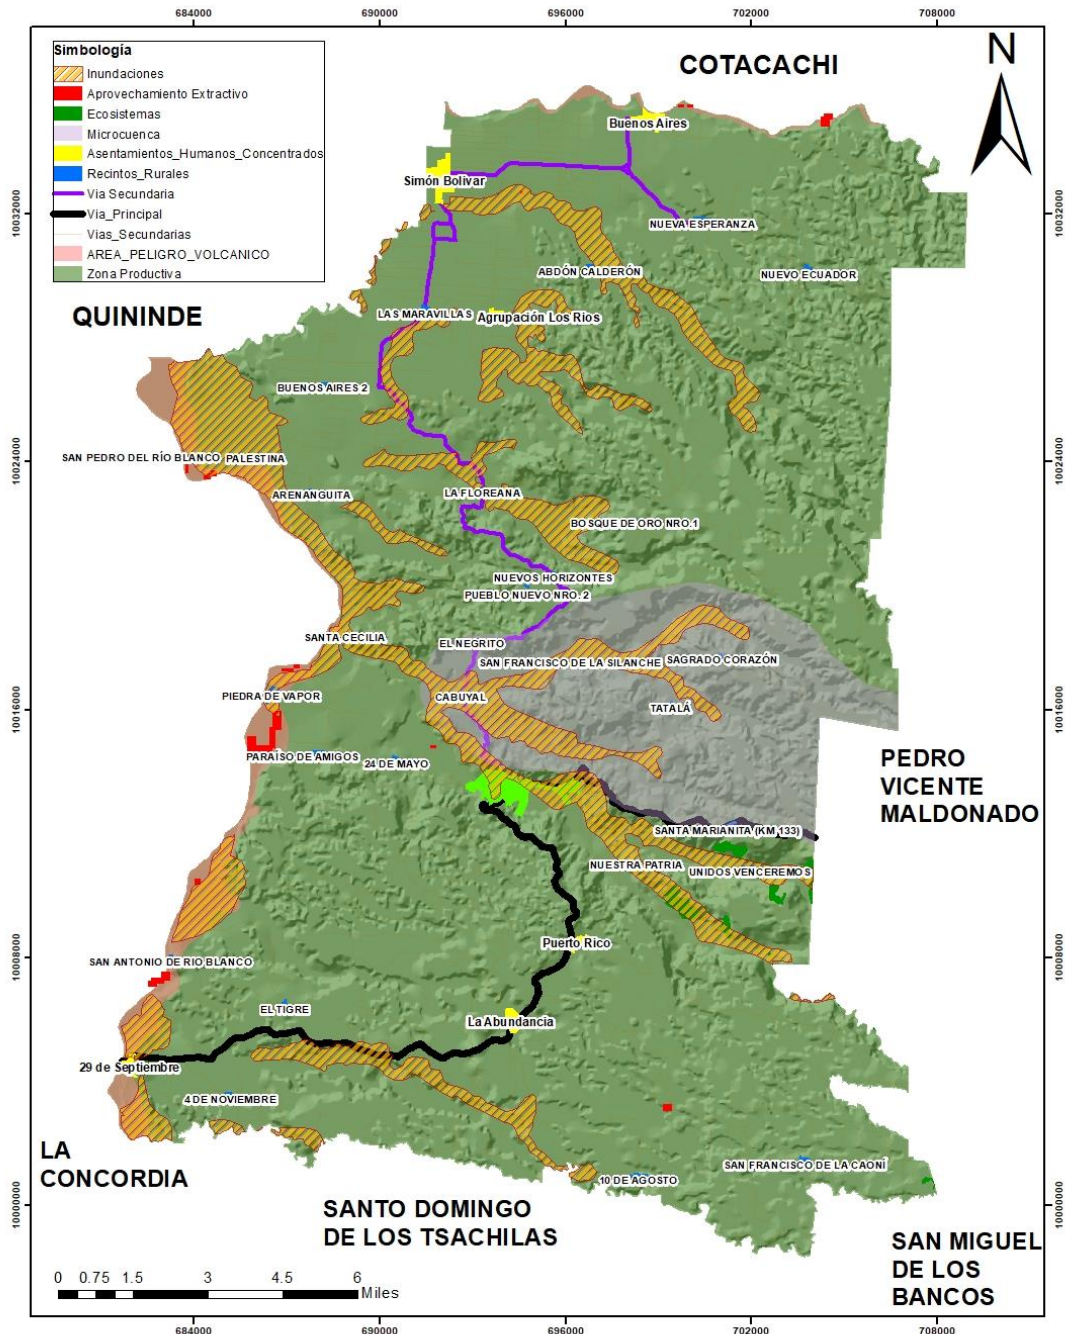 684000
690000
696000
702000
708000
Simbología
Inundaciones
Aprovechamiento Extractivo
Ecosistemas
Microcuenca
Asentamientos_Humanos_Concentrados
Recintos_Rurales
Via Secundaria
Via_Principal
Vias_Secundarias
AREA_PELIGRO_VOLCANICO
Zona Productiva
N
COTACACHI
Buenos Aires
Simón Bolívar
10032000
10032000
NUEVA ESPERANZA
ABDÓN CALDERÓN
NUEVO ECUADOR
QUININDE
LAS MARAVILLAS
Agrupación Los Rios
BUENOS AIRES 2
SAN PEDRO DEL RÍO BLANCO
PALESTINA
10024000
10024000
ARENANGUITA
LA FLOREANA
BOSQUE DE ORO NRO.1
NUEVOS HORIZONTES
PUEBLO NUEVO NRO. 2
SANTA CECILIA
EL NEGRITO
SAN FRANCISCO DE LA SILANCHE
SAGRADO CORAZÓN
PIEDRA DE VAPOR
CABUYAL
TATALÁ
10016000
10016000
PARAÍSO DE AMIGOS
24 DE MAYO
PEDRO
VICENTE
MALDONADO
SANTA MARIANITA (KM 133)
NUESTRA PATRIA
UNIDOS VENCEREMOS
Puerto Rico
10008000
10008000
SAN ANTONIO DE RIO BLANCO
EL TIGRE
La Abundancia
29 de Septiembre
4 DE NOVIEMBRE
LA
CONCORDIA
SAN FRANCISCO DE LA CAONÍ
10 DE AGOSTO
10000000
10000000
SANTO DOMINGO
DE LOS TSACHILAS
SAN MIGUEL
DE LOS
BANCOS
0 0.75 1.5 3 4.5 6
Miles
684000
690000
696000
702000
708000